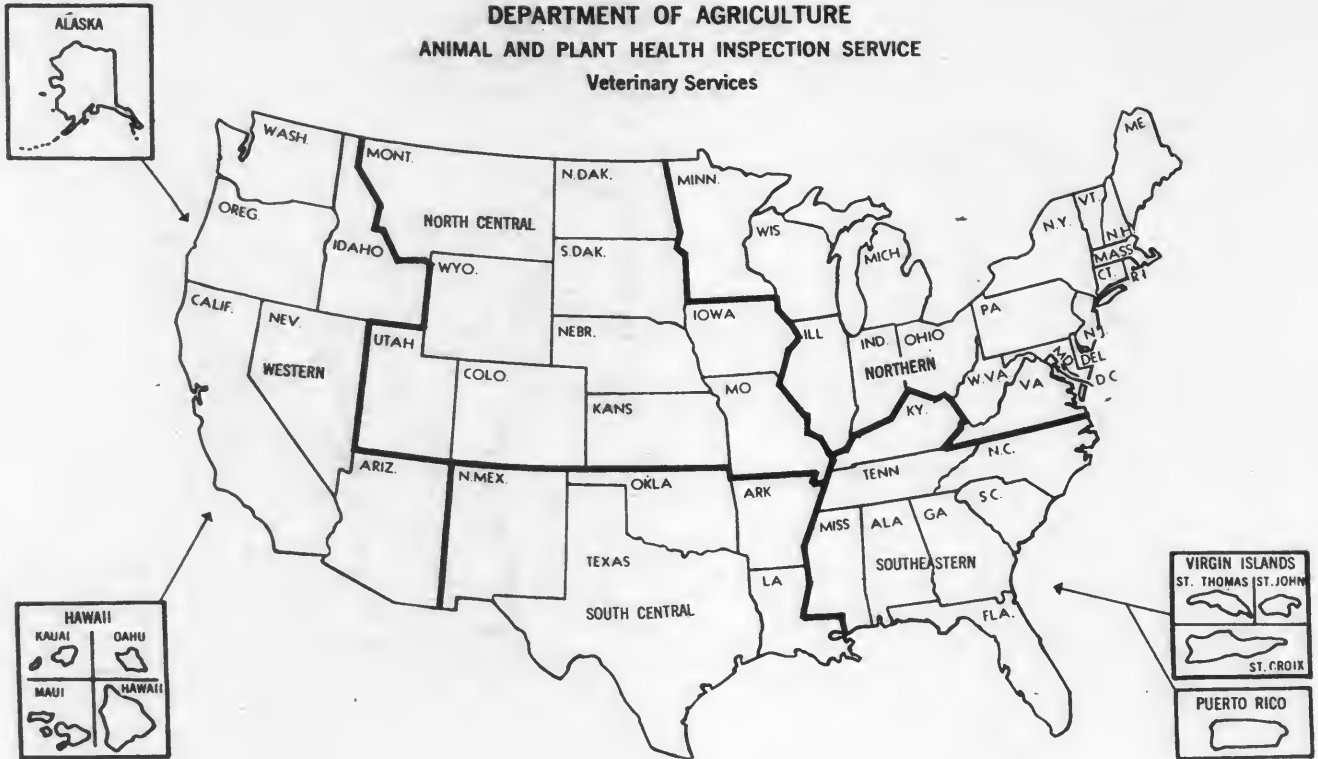 DEPARTMENT OF AGRICULTURE
ANIMAL AND PLANT HEALTH INSPECTION SERVICE
Veterinary Services
ALASKA
WASH.
MONT.
N.DAK.
MINN.
ME
OREG.
NORTH CENTRAL
VT.
N.Y.
N.H.
IDAHO
S.DAK.
WIS
MICH
MASS
CT.
RI
WYO.
CALIF.
NEV.
IOWA
PA
UTAH
NEBR.
ILL
IND.
OHIO
N.J.
WESTERN
COLO.
NORTHERN
MD
DEL
W.VA
VA
D C
KANS
MO
KY.
N.C.
ARIZ.
N.MEX.
OKLA
ARK
TENN
S.C.
MISS
ALA
GA
TEXAS
SOUTHEASTERN
LA
SOUTH CENTRAL
FLA.
HAWAII
KAUAI
OAHU
MAUI
HAWAII
VIRGIN ISLANDS
ST. THOMAS
ST. JOHN
ST. CROIX
PUERTO RICO